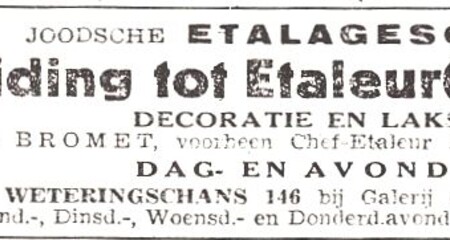 JOODSCHE ETALAGESC
iding tot Etaleur
DECORATIE EN LAK
BROMET, voorheen Chef-Etaleur
DAG- EN AVOND
WETERINGSCHANS 146 bij Galerij
nd.-, Dinsd.-, Woensd.- en Donderd.avond